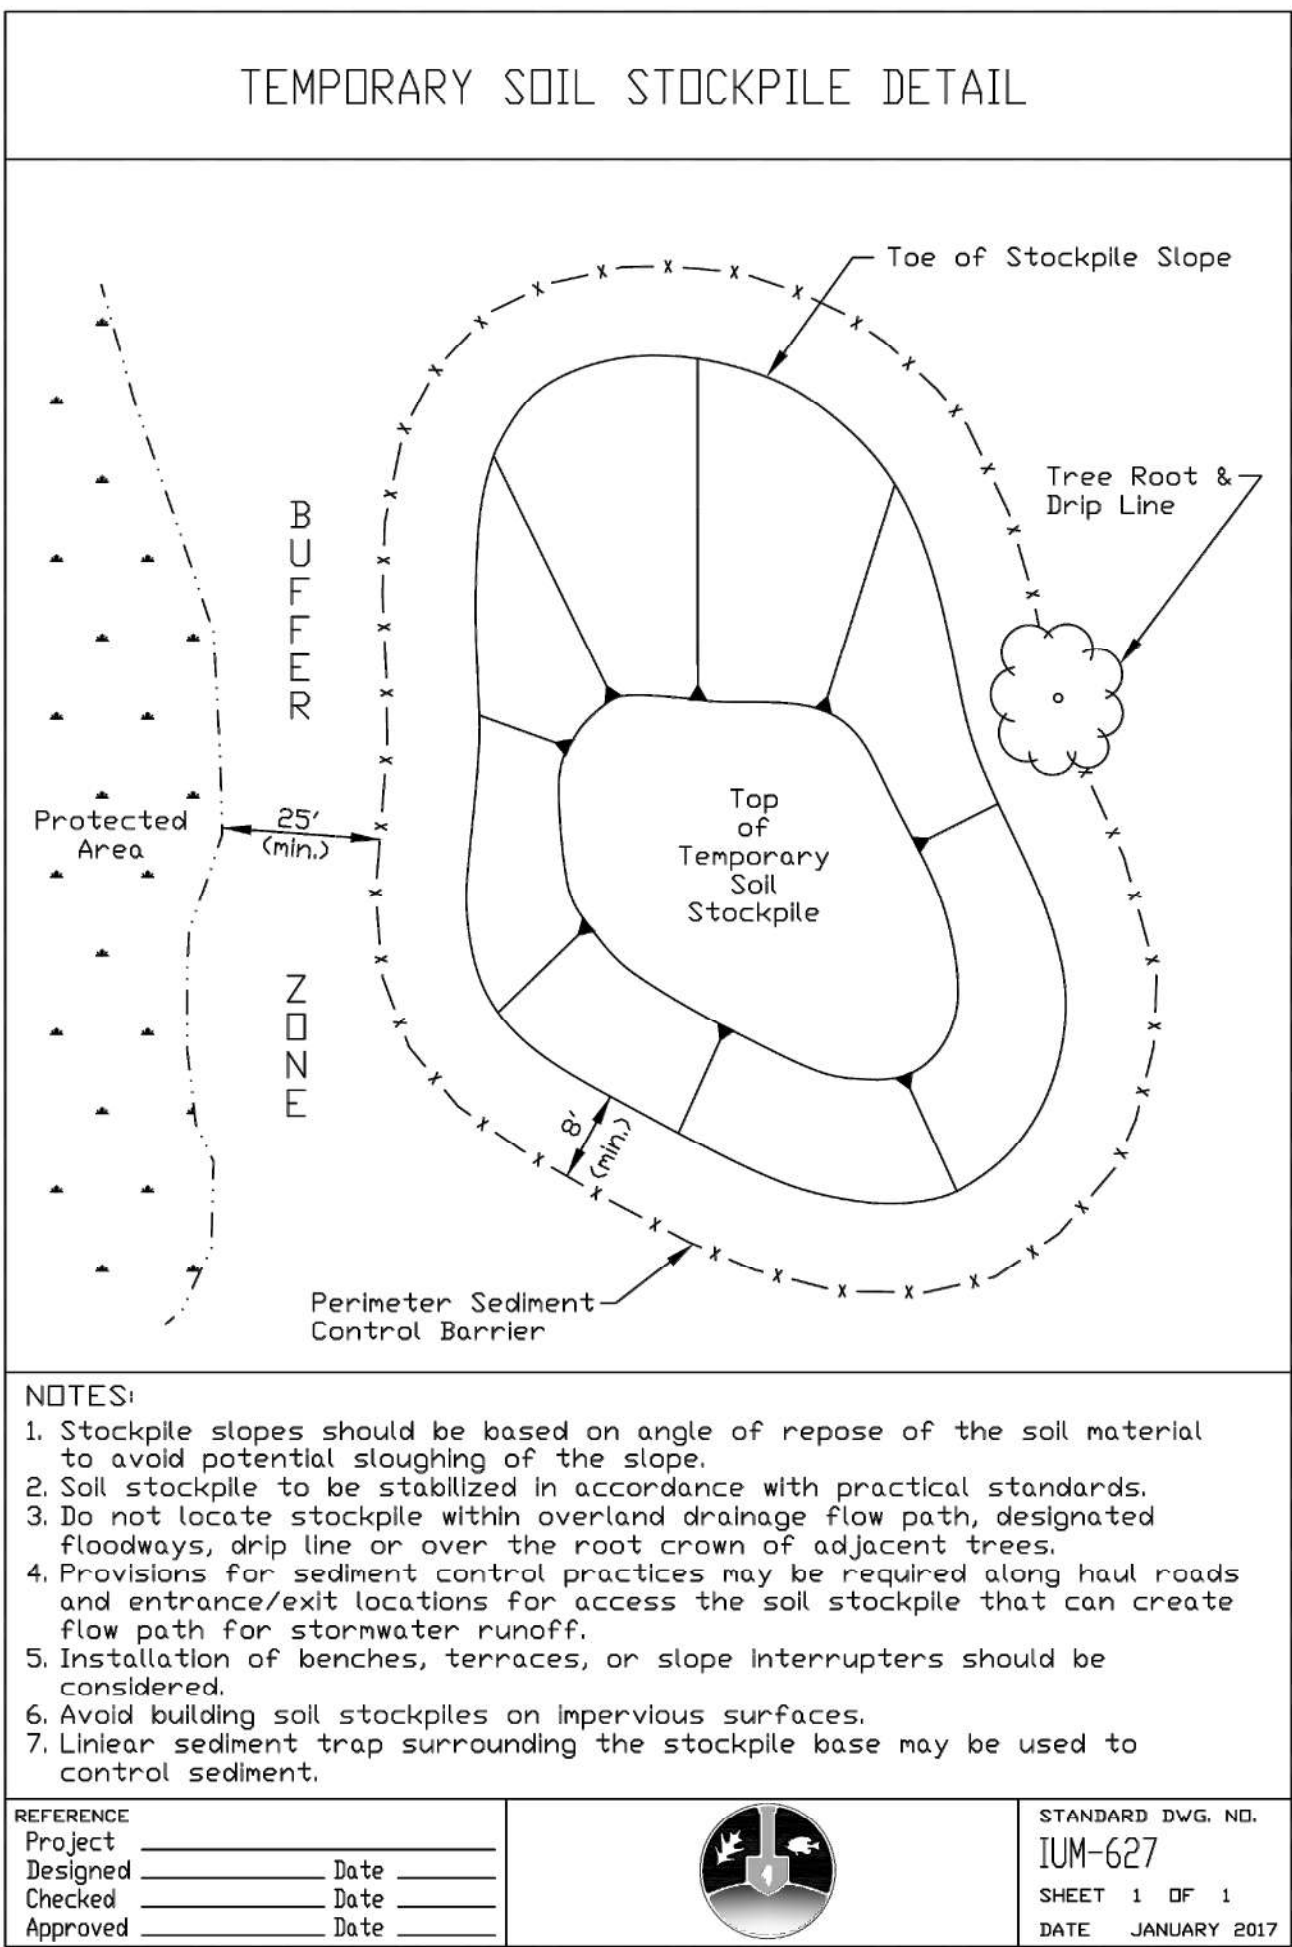 TEMPORARY SOIL STOCKPILE DETAIL
Toe of Stockpile Slope
Tree Root &
Drip Line
BUFFER
Protected
Area
25'
(min.)
Top
of
Temporary
Soil
Stockpile
ZONE
8'
(min.)
Perimeter Sediment
Control Barrier
NOTES:
1. Stockpile slopes should be based on angle of repose of the soil material
to avoid potential sloughing of the slope.
2. Soil stockpile to be stabilized in accordance with practical standards.
3. Do not locate stockpile within overland drainage flow path, designated
floodways, drip line or over the root crown of adjacent trees.
4. Provisions for sediment control practices may be required along haul roads
and entrance/exit locations for access the soil stockpile that can create
flow path for stormwater runoff.
5. Installation of benches, terraces, or slope interrupters should be
considered.
6. Avoid building soil stockpiles on impervious surfaces.
7. Liniear sediment trap surrounding the stockpile base may be used to
control sediment.
REFERENCE
Project
Designed Date
Checked Date
Approved Date
STANDARD DWG. NO.
IUM-627
SHEET 1 OF 1
DATE JANUARY 2017